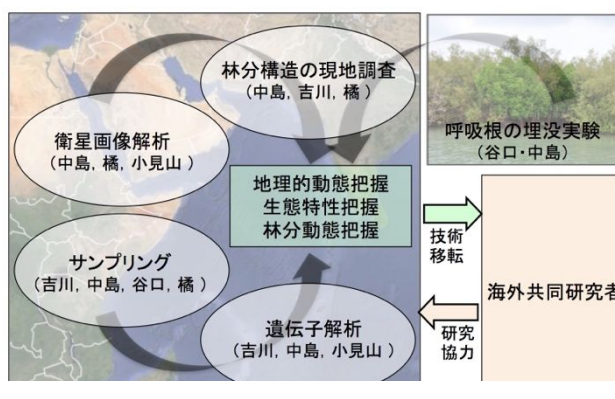 林分構造の現地調査
(中島, 吉川, 橘 )
衛星画像解析
(中島, 橘, 小見山 )
呼吸根の埋没実験
(谷口・中島)
地理的動態把握
生態特性把握
林分動態把握
サンプリング
(吉川, 中島, 谷口, 橘 )
技術
移転
海外共同研究者
遺伝子解析
(吉川, 中島, 小見山 )
研究
協力